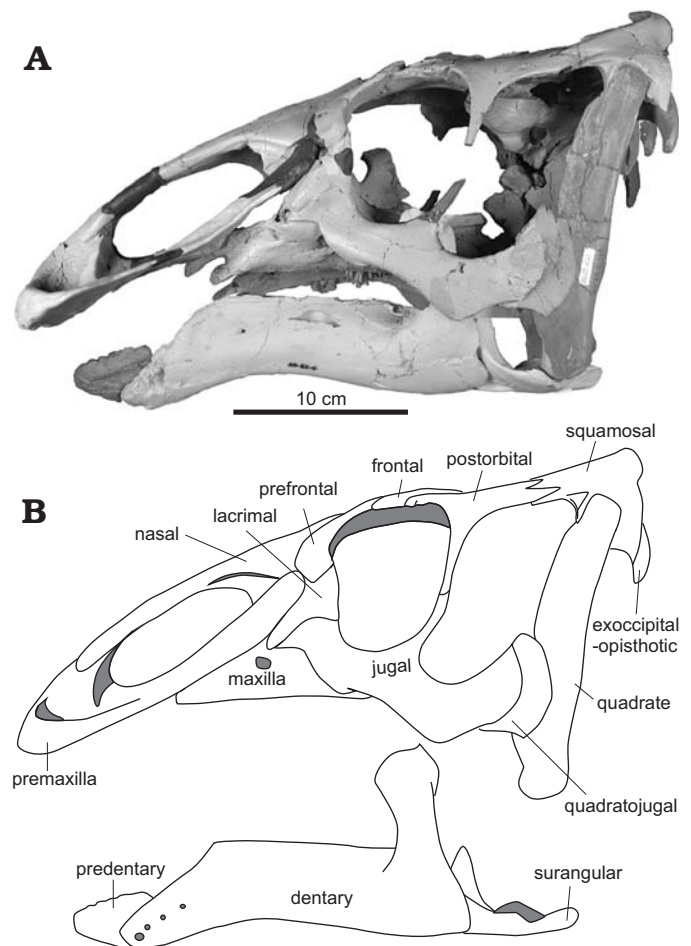 A
10 cm
B
squamosal
postorbital
frontal
prefrontal
lacrimal
nasal
exoccipital
-opisthotic
jugal
maxilla
quadrate
premaxilla
quadratojugal
predentary
surangular
dentary